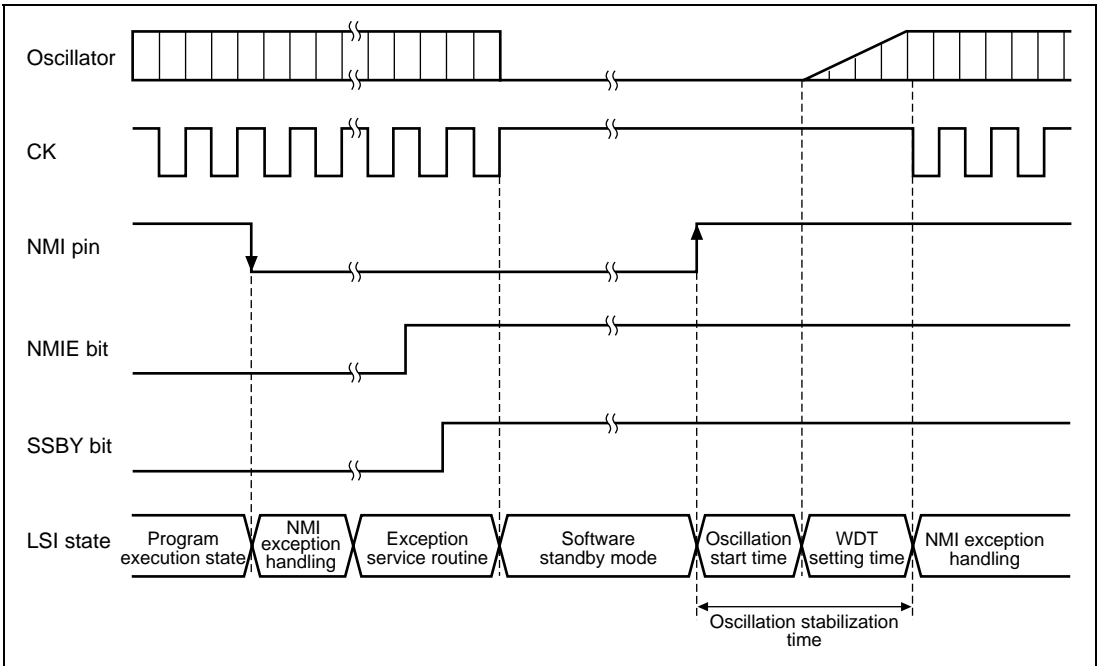 Oscillator
CK
NMI pin
NMIE bit
SSBY bit
LSI state
Program
execution state
NMI
exception
handling
Exception
service routine
Software
standby mode
Oscillation
start time
WDT
setting time
NMI exception
handling
Oscillation stabilization
time